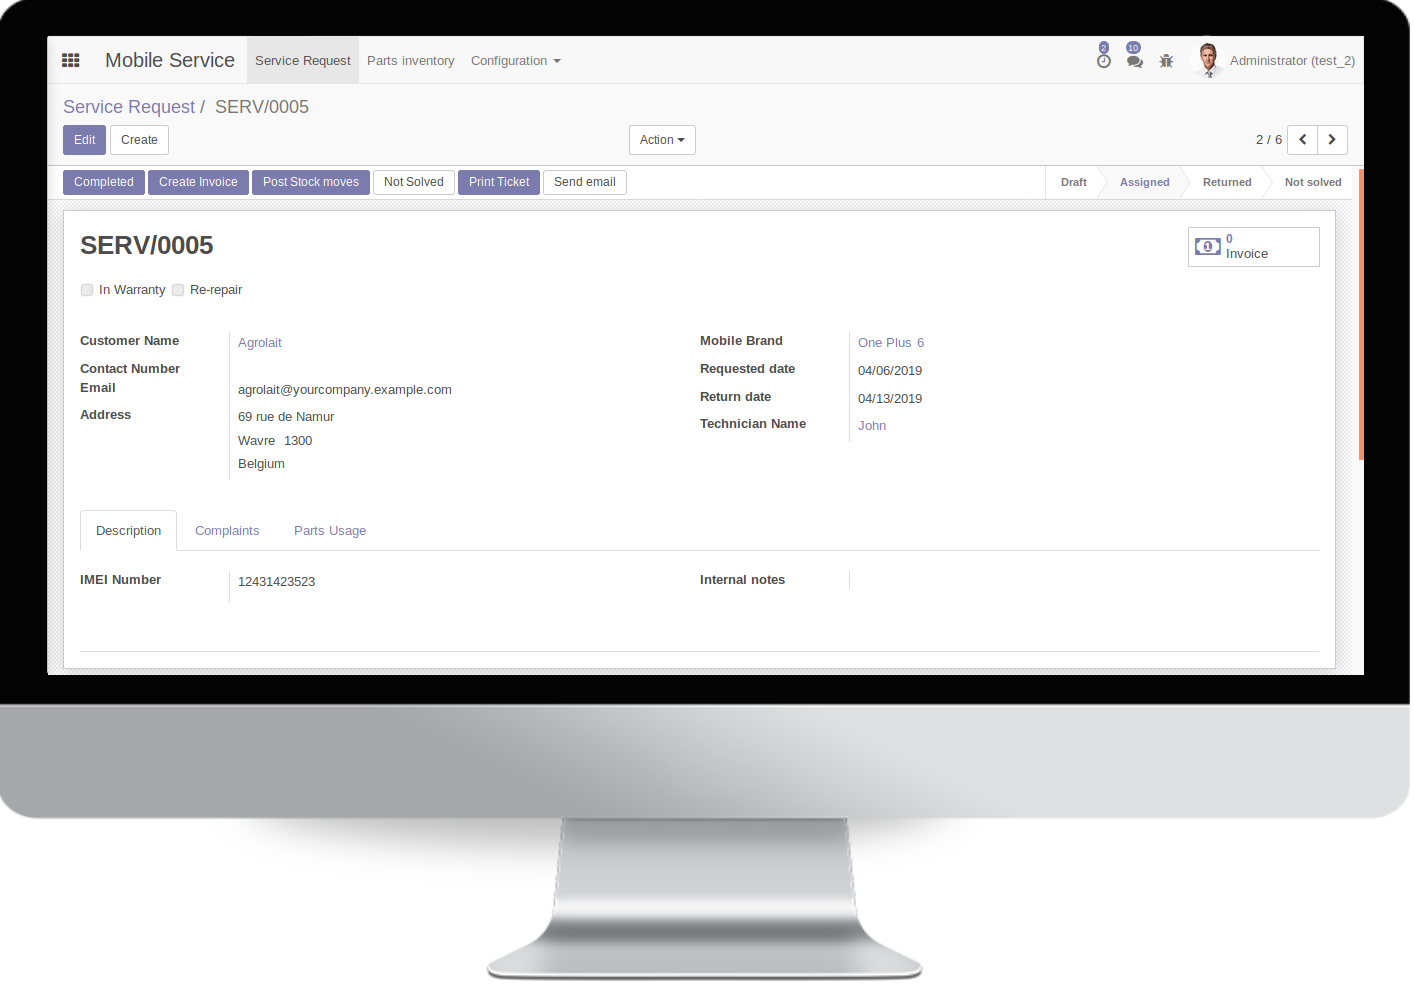 Mobile Service Service Request Parts inventory Configuration 2 10 Administrator (test_2)
Service Request / SERV/0005
Edit Create Action 2 / 6
Completed Create Invoice Post Stock moves Not Solved Print Ticket Send email Draft Assigned Returned Not solved
SERV/0005
0
Invoice
In Warranty Re-repair
Customer Name Agrolait
Contact Number
Email agrolait@yourcompany.example.com
Address 69 rue de Namur
Wavre 1300
Belgium
Mobile Brand One Plus 6
Requested date 04/06/2019
Return date 04/13/2019
Technician Name John
Description Complaints Parts Usage
IMEI Number 12431423523
Internal notes